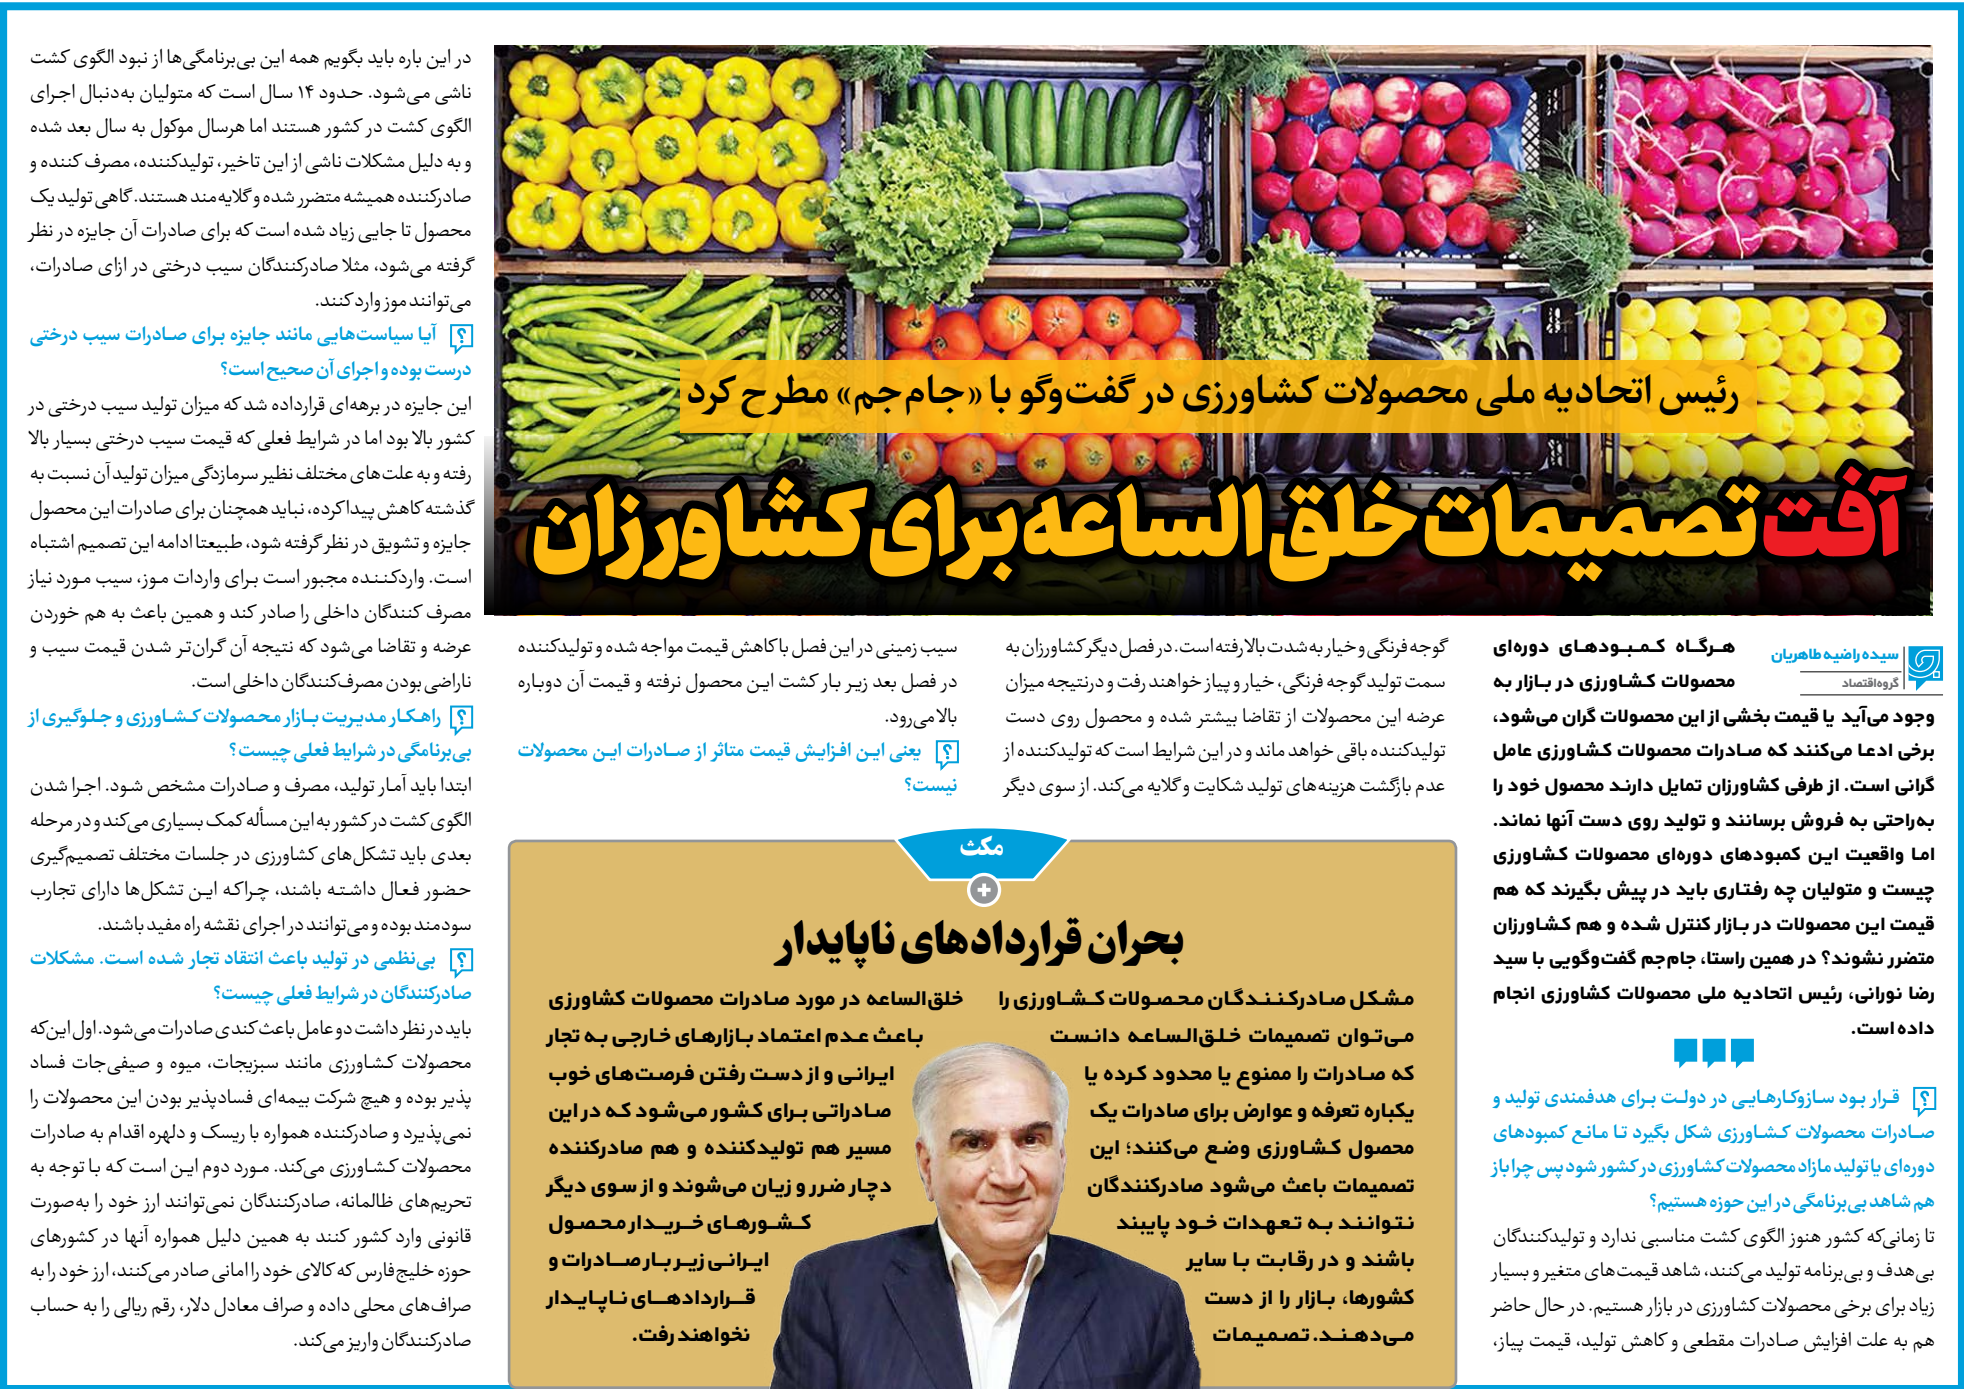 رئیس اتحادیه ملی محصولات کشاورزی در گفت‌وگو با «جام‌جم» مطرح کرد
آفت تصمیمات خلق الساعه برای کشاورزان
سیده راضیه طاهریان
گروه اقتصاد
هرگاه کمبودهای دوره‌ای
محصولات کشاورزی در بازار به
وجود می‌آید یا قیمت بخشی از این محصولات گران می‌شود،
برخی ادعا می‌کنند که صادرات محصولات کشاورزی عامل
گرانی است. از طرفی کشاورزان تمایل دارند محصول خود را
به‌راحتی به فروش برسانند و تولید روی دست آنها نماند.
اما واقعیت این کمبودهای دوره‌ای محصولات کشاورزی
چیست و متولیان چه رفتاری باید در پیش بگیرند که هم
قیمت این محصولات در بازار کنترل شده و هم کشاورزان
متضرر نشوند؟ در همین راستا، جام‌جم گفت‌وگویی با سید
رضا نورانی، رئیس اتحادیه ملی محصولات کشاورزی انجام
داده است.
قرار بود سازوکارهایی در دولت برای هدفمندی تولید و
صادرات محصولات کشاورزی شکل بگیرد تا مانع کمبودهای
دوره‌ای یا تولید مازاد محصولات کشاورزی در کشور شود پس چرا باز
هم شاهد بی‌برنامگی در این حوزه هستیم؟
تا زمانی‌که کشور هنوز الگوی کشت مناسبی ندارد و تولیدکنندگان
بی‌هدف و بی‌برنامه تولید می‌کنند، شاهد قیمت‌های متغیر و بسیار
زیاد برای برخی محصولات کشاورزی در بازار هستیم. در حال حاضر
هم به علت افزایش صادرات مقطعی و کاهش تولید، قیمت پیاز،
گوجه فرنگی و خیار به شدت بالا رفته است. در فصل دیگر کشاورزان به
سمت تولید گوجه فرنگی، خیار و پیاز خواهند رفت و درنتیجه میزان
عرضه این محصولات از تقاضا بیشتر شده و محصول روی دست
تولیدکننده باقی خواهد ماند و در این شرایط است که تولیدکننده از
عدم بازگشت هزینه‌های تولید شکایت و گلایه می‌کند. از سوی دیگر
سیب زمینی در این فصل با کاهش قیمت مواجه شده و تولیدکننده
در فصل بعد زیر بار کشت این محصول نرفته و قیمت آن دوباره
بالا می‌رود.
یعنی این افزایش قیمت متاثر از صادرات این محصولات
نیست؟
در این باره باید بگویم همه این بی‌برنامگی‌ها از نبود الگوی کشت
ناشی می‌شود. حدود ۱۴ سال است که متولیان به‌دنبال اجرای
الگوی کشت در کشور هستند اما هرسال موکول به سال بعد شده
و به دلیل مشکلات ناشی از این تاخیر، تولیدکننده، مصرف کننده و
صادرکننده همیشه متضرر شده و گلایه‌مند هستند. گاهی تولید یک
محصول تا جایی زیاد شده است که برای صادرات آن جایزه در نظر
گرفته می‌شود، مثلا صادرکنندگان سیب درختی در ازای صادرات،
می‌توانند موز وارد کنند.
آیا سیاست‌هایی مانند جایزه برای صادرات سیب درختی
درست بوده و اجرای آن صحیح است؟
این جایزه در برهه‌ای قرارداده شد که میزان تولید سیب درختی در
کشور بالا بود اما در شرایط فعلی که قیمت سیب درختی بسیار بالا
رفته و به علت‌های مختلف نظیر سرمازدگی میزان تولید آن نسبت به
گذشته کاهش پیدا کرده، نباید همچنان برای صادرات این محصول
جایزه و تشویق در نظر گرفته شود، طبیعتا ادامه این تصمیم اشتباه
است. واردکننده مجبور است برای واردات موز، سیب مورد نیاز
مصرف کنندگان داخلی را صادر کند و همین باعث به هم خوردن
عرضه و تقاضا می‌شود که نتیجه آن گران‌تر شدن قیمت سیب و
ناراضی بودن مصرف‌کنندگان داخلی است.
راهکار مدیریت بازار محصولات کشاورزی و جلوگیری از
بی‌برنامگی در شرایط فعلی چیست؟
ابتدا باید آمار تولید، مصرف و صادرات مشخص شود. اجرا شدن
الگوی کشت در کشور به این مسأله کمک بسیاری می‌کند و در مرحله
بعدی باید تشکل‌های کشاورزی در جلسات مختلف تصمیم‌گیری
حضور فعال داشته باشند، چراکه این تشکل‌ها دارای تجارب
سودمند بوده و می‌توانند در اجرای نقشه راه مفید باشند.
بی‌نظمی در تولید باعث انتقاد تجار شده است. مشکلات
صادرکنندگان در شرایط فعلی چیست؟
باید در نظر داشت دو عامل باعث کندی صادرات می‌شود. اول این‌که
محصولات کشاورزی مانند سبزیجات، میوه و صیفی‌جات فساد
پذیر بوده و هیچ شرکت بیمه‌ای فسادپذیر بودن این محصولات را
نمی‌پذیرد و صادرکننده همواره با ریسک و دلهره اقدام به صادرات
محصولات کشاورزی می‌کند. مورد دوم این است که با توجه به
تحریم‌های ظالمانه، صادرکنندگان نمی‌توانند ارز خود را به‌صورت
قانونی وارد کشور کنند به همین دلیل همواره آنها در کشورهای
حوزه خلیج‌فارس که کالای خود را امانی صادر می‌کنند، ارز خود را به
صراف‌های محلی داده و صراف معادل دلار، رقم ریالی را به حساب
صادرکنندگان واریز می‌کند.
مکث
بحران قراردادهای ناپایدار
مشکل صادرکنندگان محصولات کشاورزی را
می‌توان تصمیمات خلق‌الساعه دانست
که صادرات را ممنوع یا محدود کرده یا
یکباره تعرفه و عوارض برای صادرات یک
محصول کشاورزی وضع می‌کنند؛ این
تصمیمات باعث می‌شود صادرکنندگان
نتوانند به تعهدات خود پایبند
باشند و در رقابت با سایر
کشورها، بازار را از دست
می‌دهند. تصمیمات
خلق‌الساعه در مورد صادرات محصولات کشاورزی
باعث عدم اعتماد بازارهای خارجی به تجار
ایرانی و از دست رفتن فرصت‌های خوب
صادراتی برای کشور می‌شود که در این
مسیر هم تولیدکننده و هم صادرکننده
دچار ضرر و زیان می‌شوند و از سوی دیگر
کشورهای خریدار محصول
ایرانی زیر بار صادرات و
قراردادهای ناپایدار
نخواهند رفت.